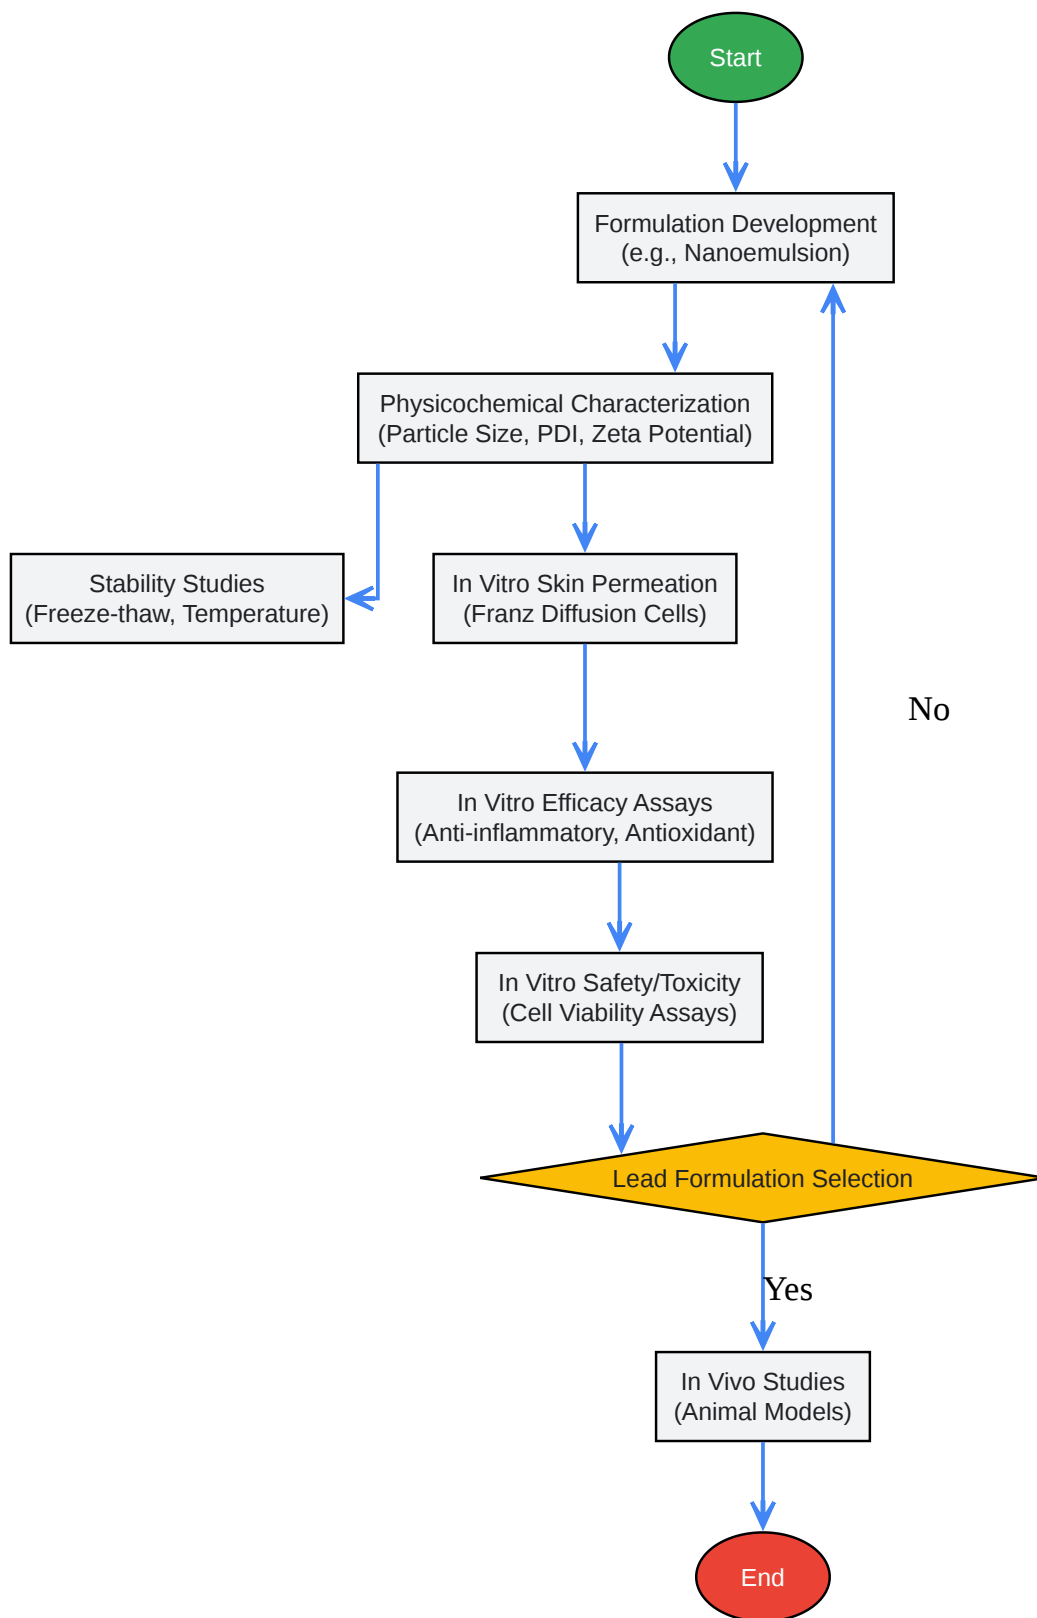 Start
Formulation Development
(e.g., Nanoemulsion)
Physicochemical Characterization
(Particle Size, PDI, Zeta Potential)
Stability Studies
(Freeze-thaw, Temperature)
In Vitro Skin Permeation
(Franz Diffusion Cells)
No
In Vitro Efficacy Assays
(Anti-inflammatory, Antioxidant)
In Vitro Safety/Toxicity
(Cell Viability Assays)
Lead Formulation Selection
Yes
In Vivo Studies
(Animal Models)
End